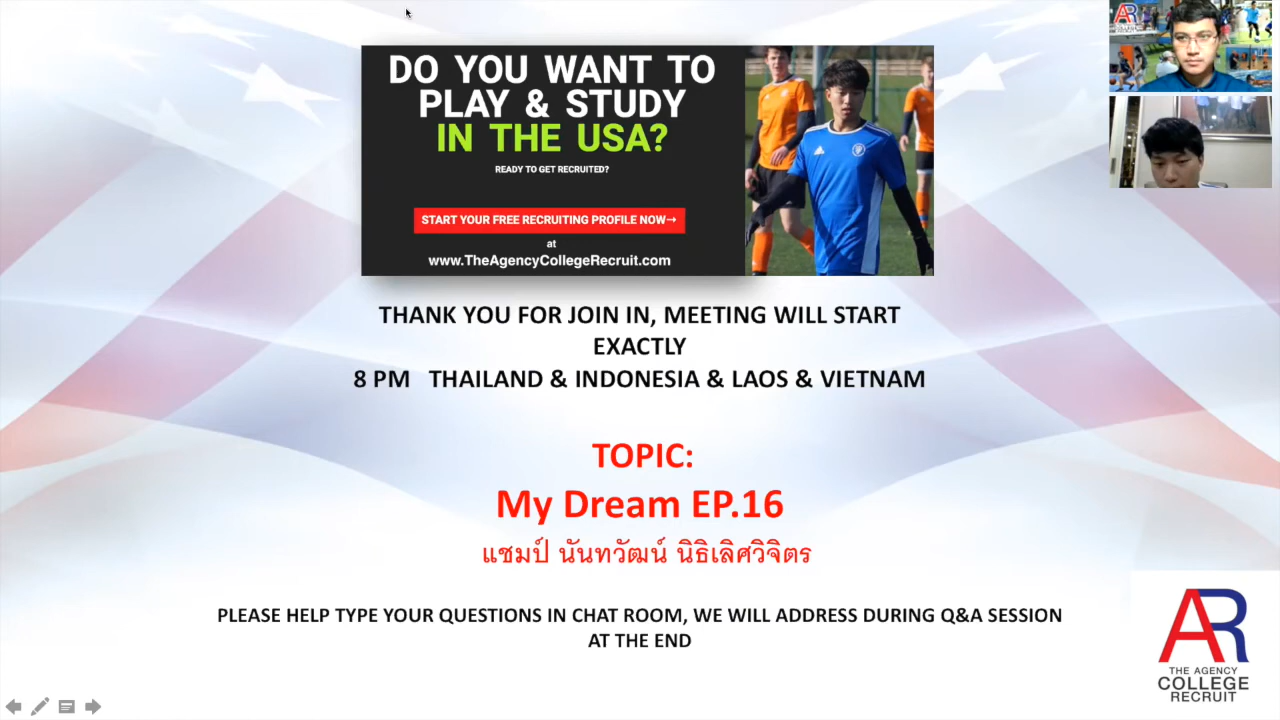 DO YOU WANT TO
PLAY & STUDY
IN THE USA?
READY TO GET RECRUITED?
START YOUR FREE RECRUITING PROFILE NOW→
at
www.TheAgencyCollegeRecruit.com
THANK YOU FOR JOIN IN, MEETING WILL START
EXACTLY
8 PM THAILAND & INDONESIA & LAOS & VIETNAM
TOPIC:
My Dream EP.16
แชมป์ นันทวัฒน์ นิธิเลิศวิจิตร
PLEASE HELP TYPE YOUR QUESTIONS IN CHAT ROOM, WE WILL ADDRESS DURING Q&A SESSION
AT THE END
AR
THE AGENCY
COLLEGE
RECRUIT
AR